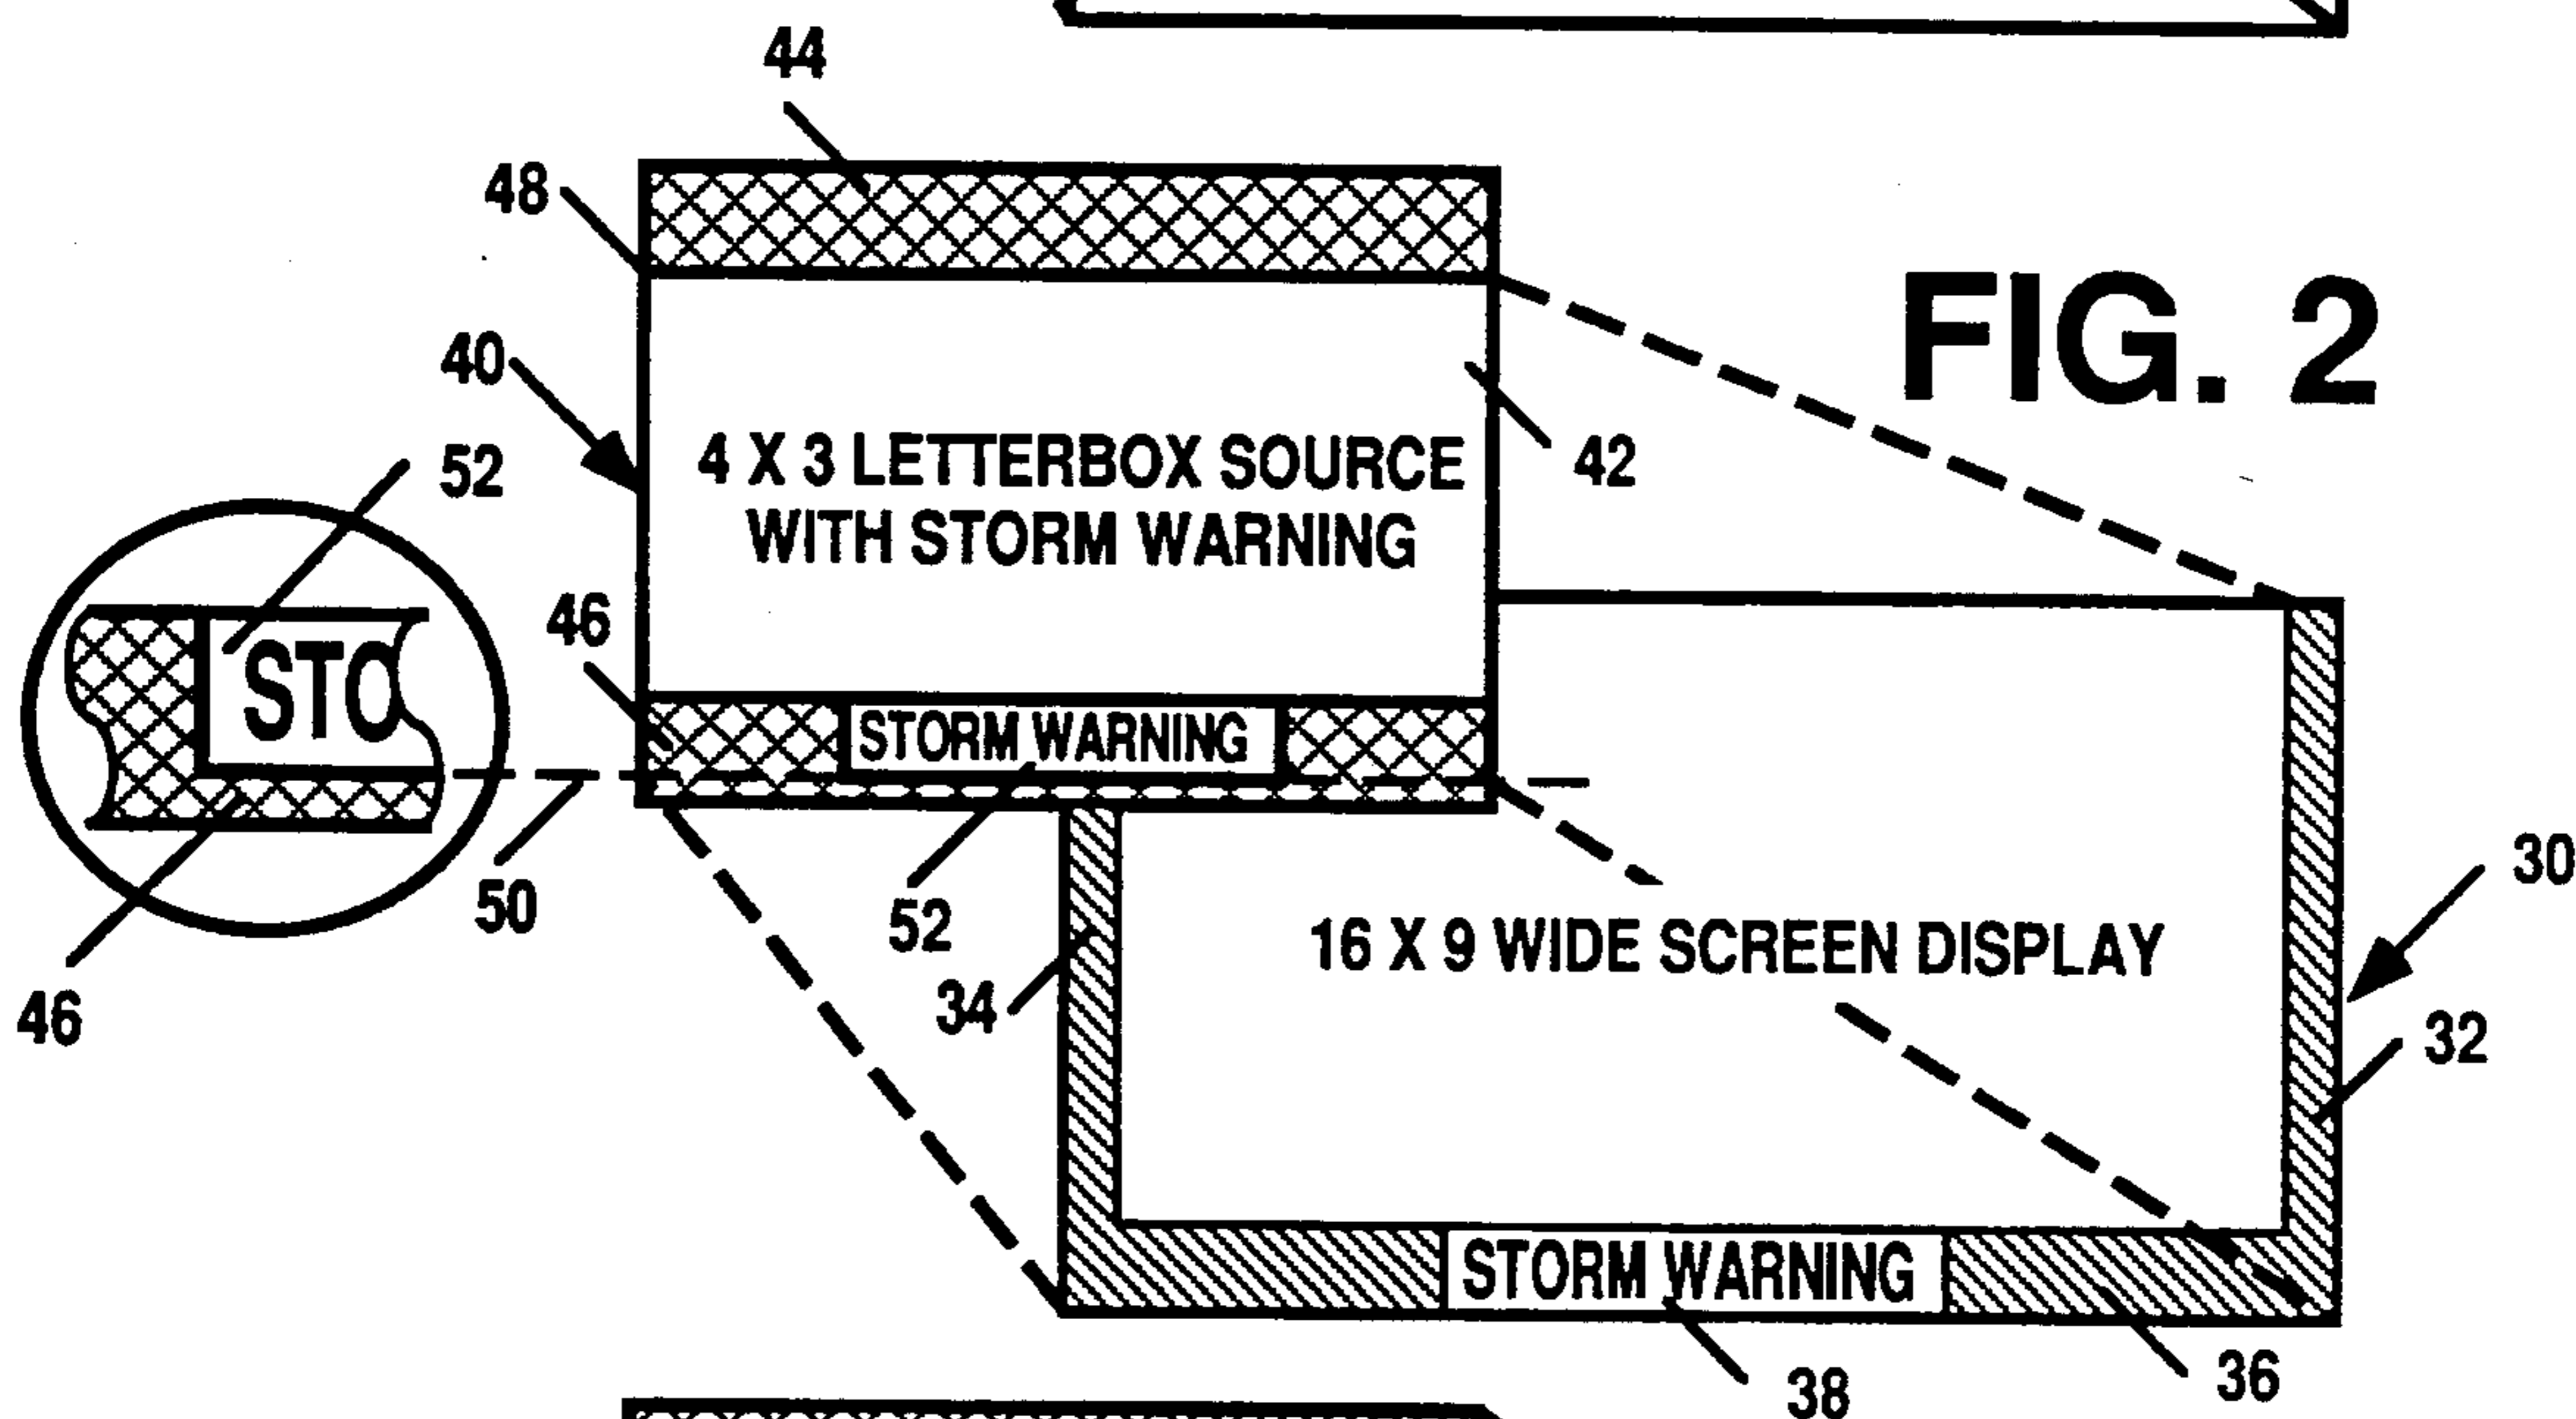 44
48
FIG. 2
40
4 X 3 LETTERBOX SOURCE
WITH STORM WARNING
42
52
46
STO
STORM WARNING
50
52
46
34
16 X 9 WIDE SCREEN DISPLAY
30
32
STORM WARNING
38
36